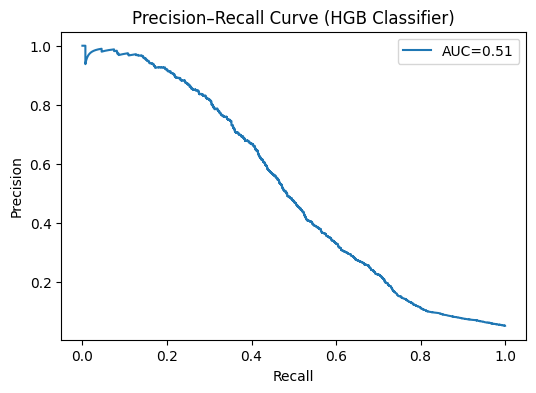 Precision–Recall Curve (HGB Classifier)
AUC=0.51
1.0
0.8
0.6
0.4
0.2
Precision
0.0 0.2 0.4 0.6 0.8 1.0
Recall